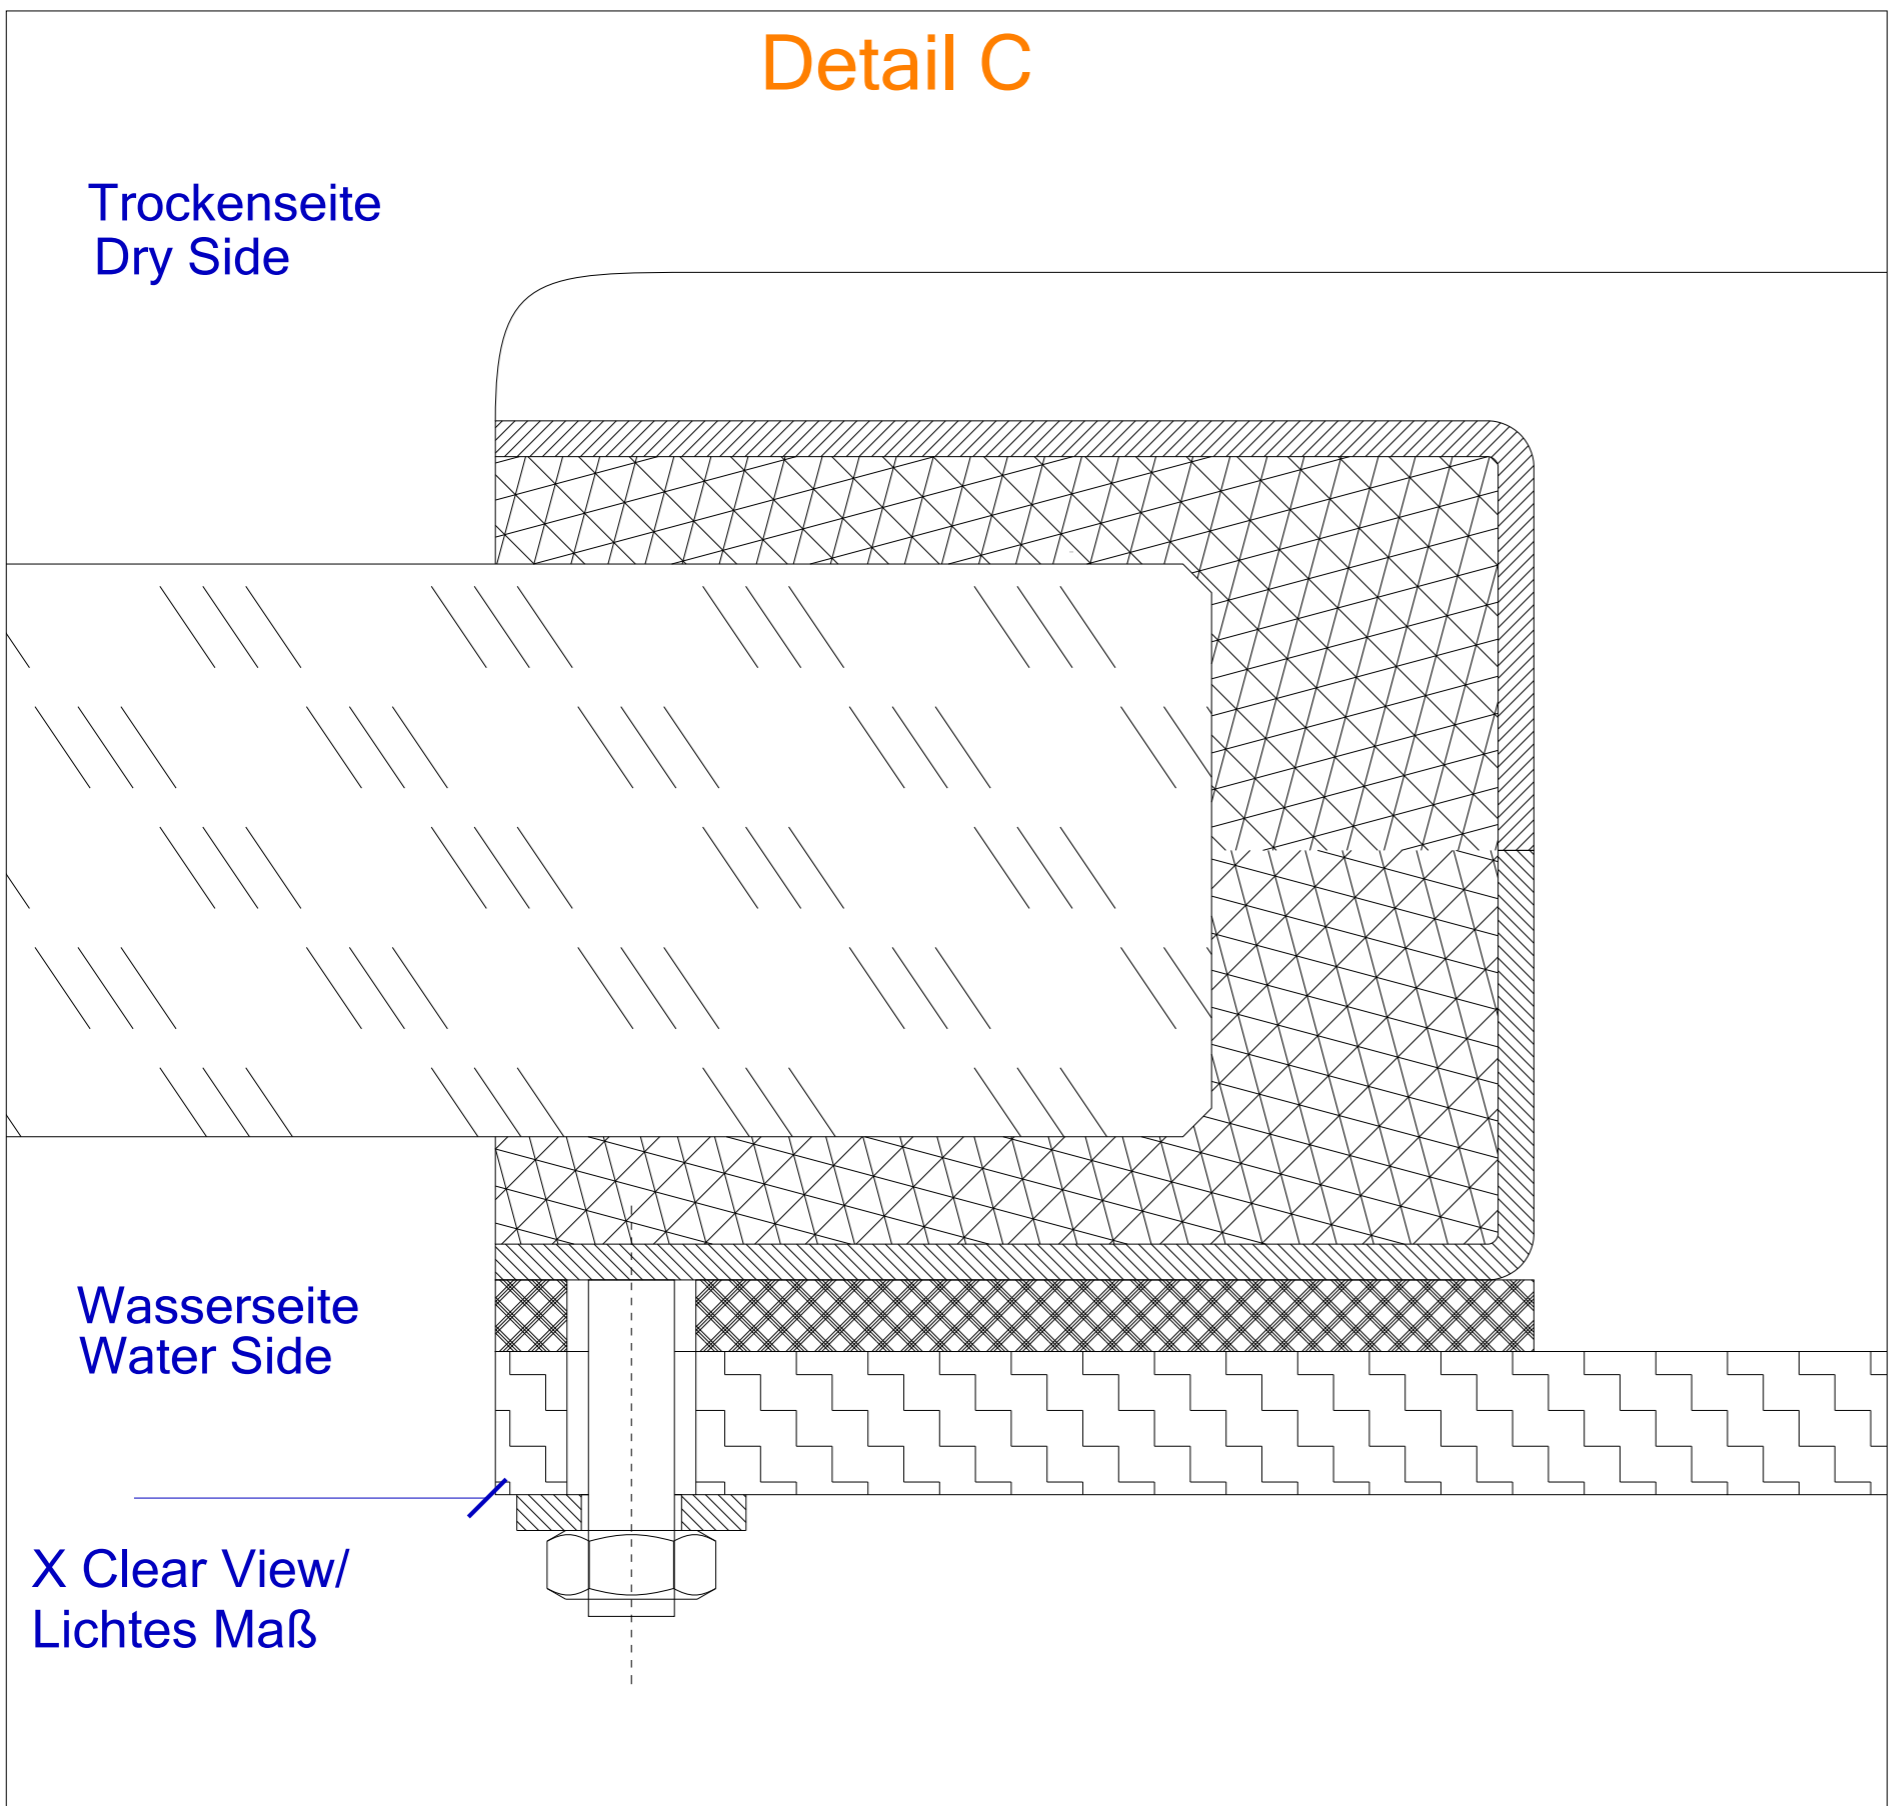 Detail C
Trockenseite
Dry Side
Wasserseite
Water Side
X Clear View/
Lichtes Maß